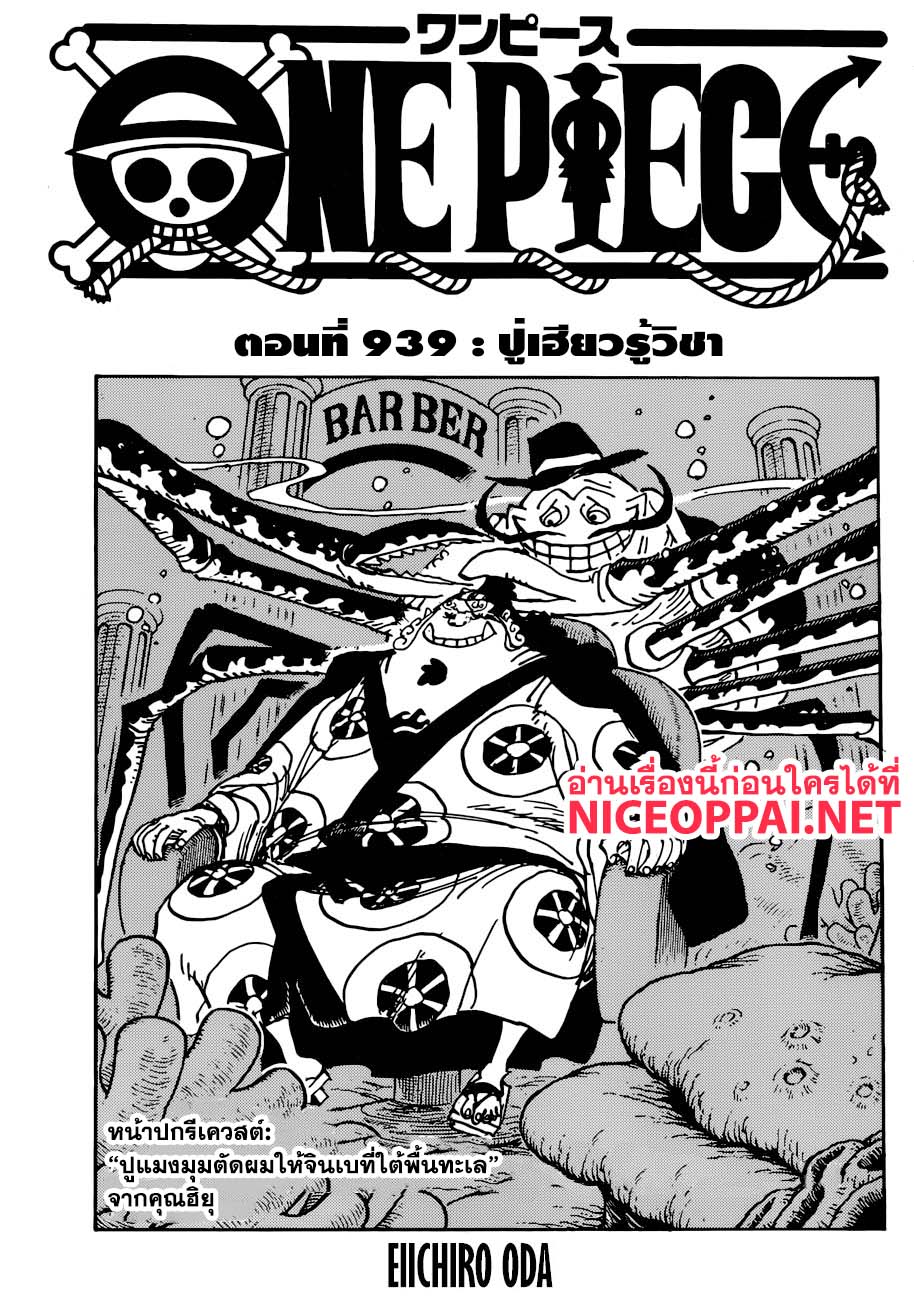 ワンピース
ONE PIECE
ตอนที่ 939 : ปู่เฮียวรู้วิชา
BARBER
อ่านเรื่องนี้ก่อนใครได้ที่
NICEOPPAI.NET
หน้าปกรีเควสต์:
“ปูแมงมุมตัดผมให้จินเบที่ใต้พื้นทะเล”
จากคุณฮิยุ
EIICHIRO ODA